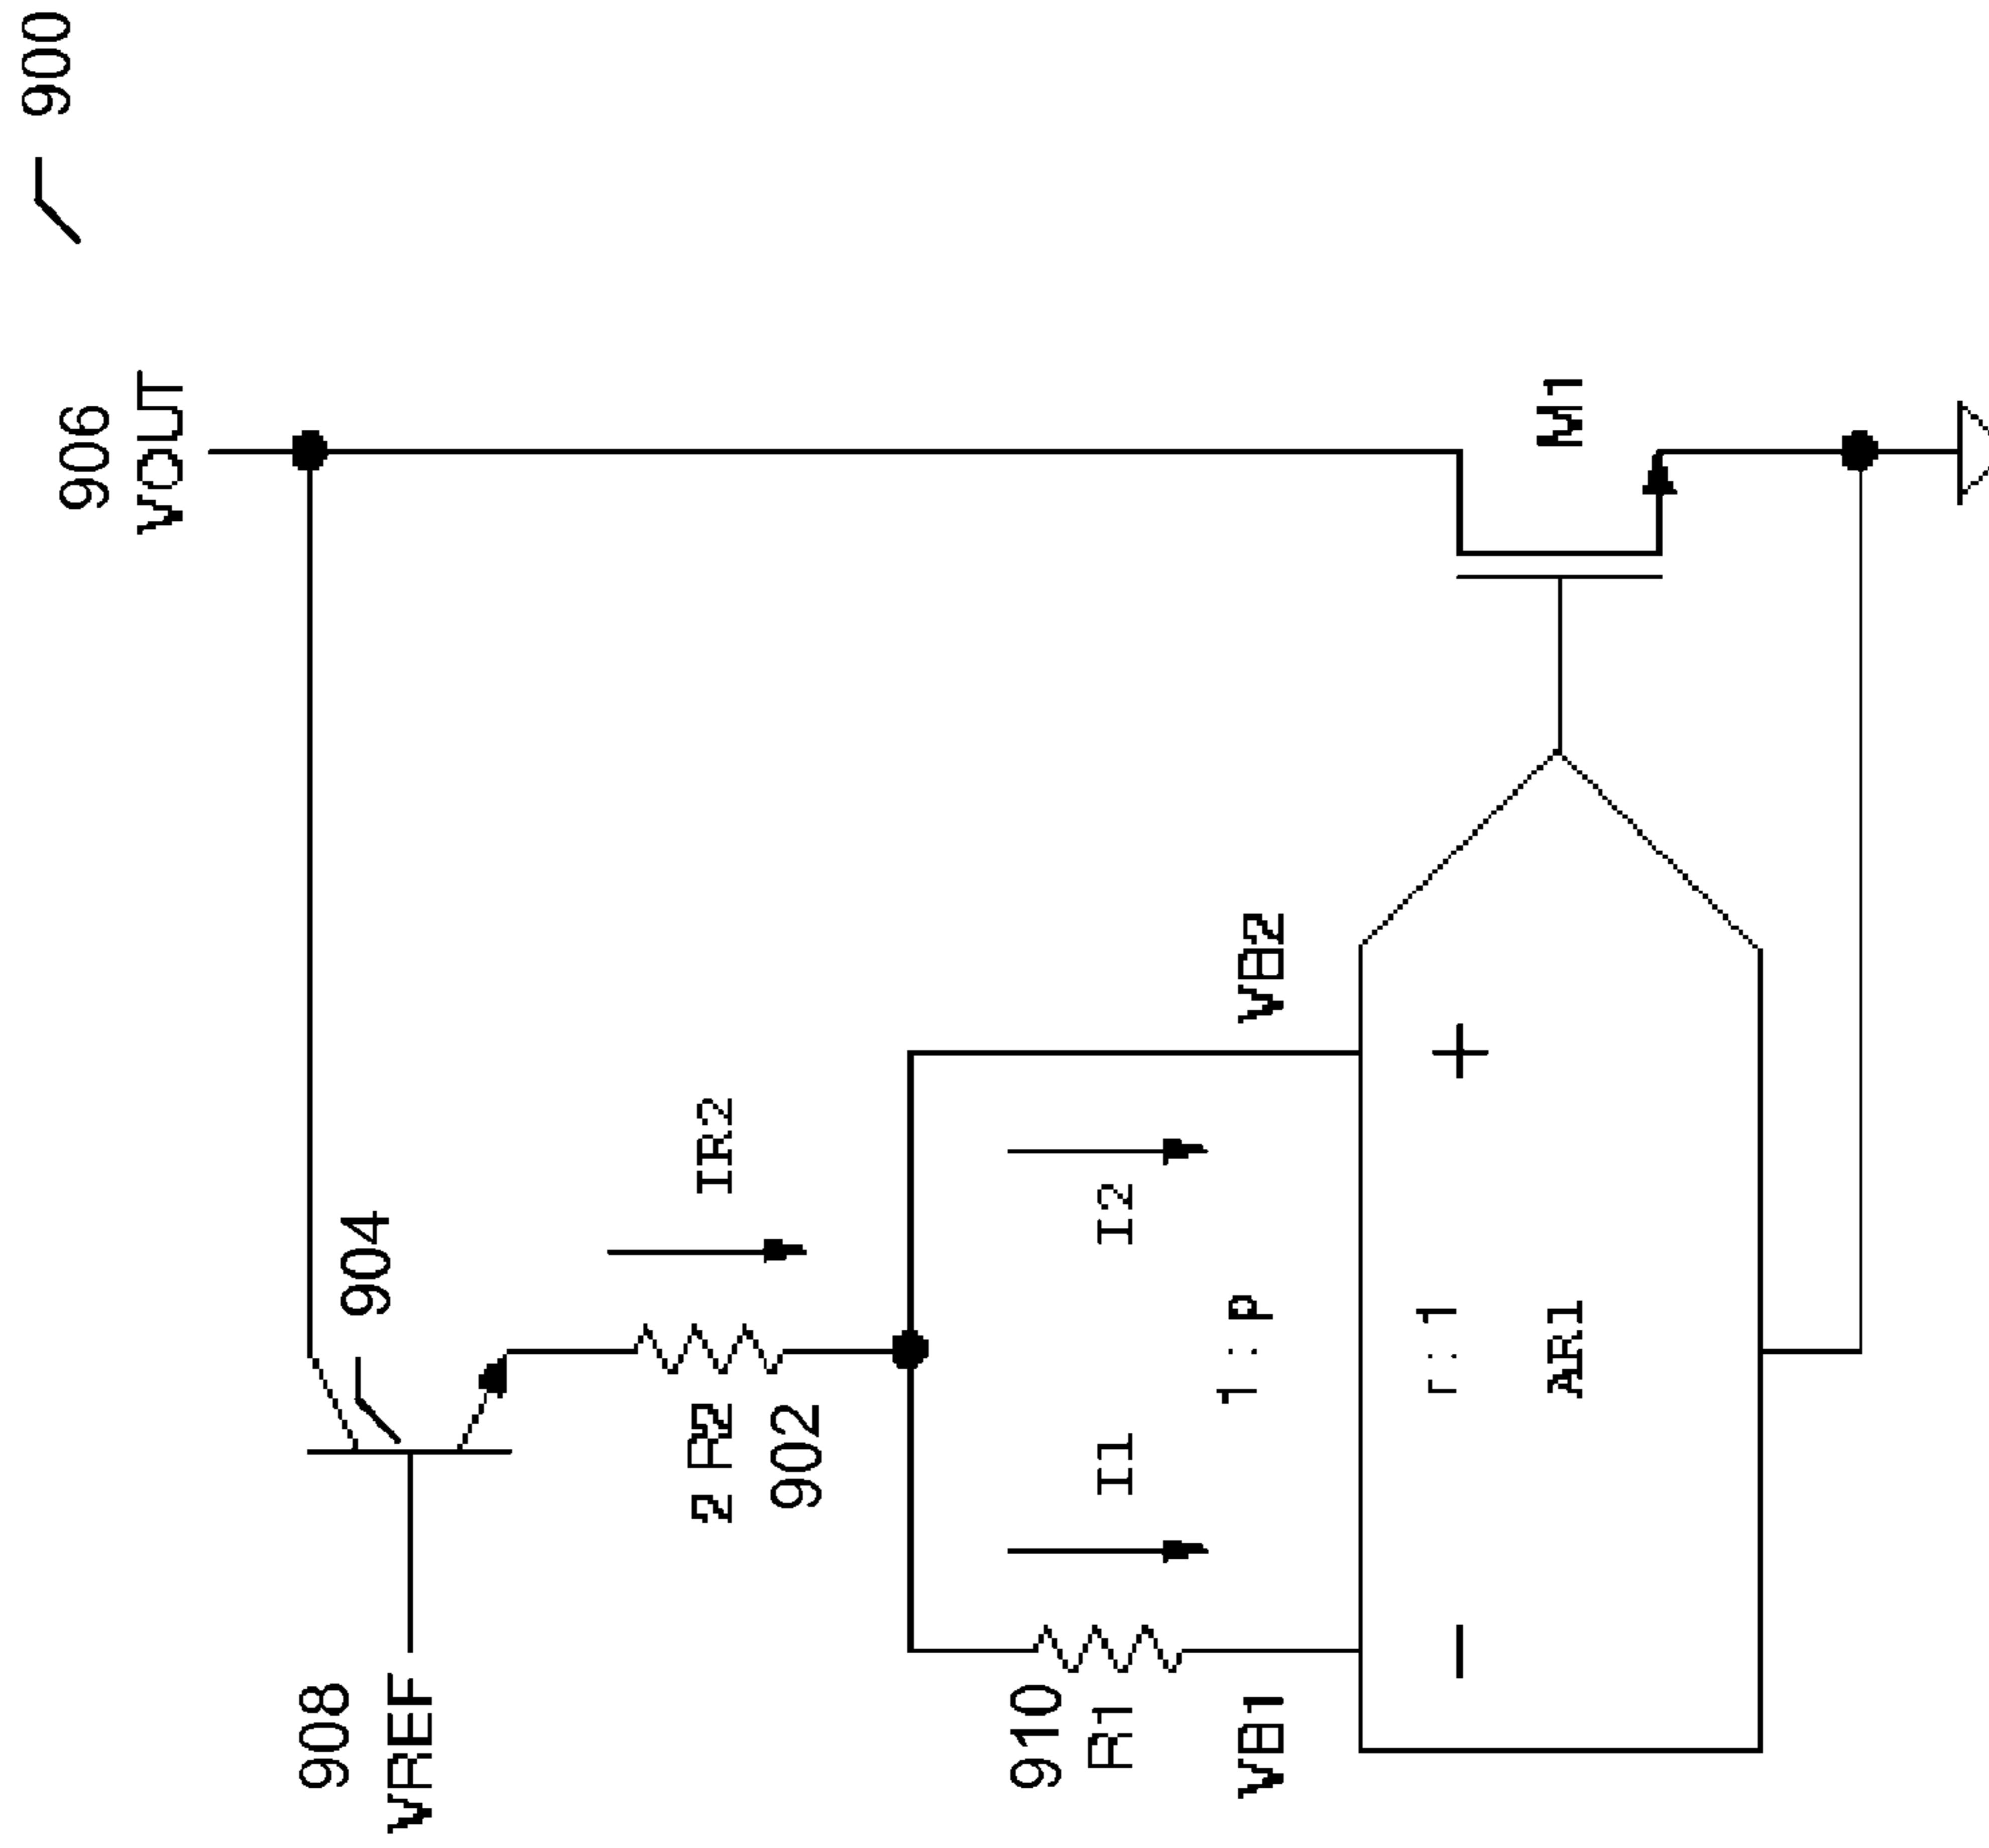 900
906
VOUT
908
VREF
904
2 R2
902
IR2
910
R1
I1
I2
VB1
1:p
VB2
r:1
AR1
M1
-
+